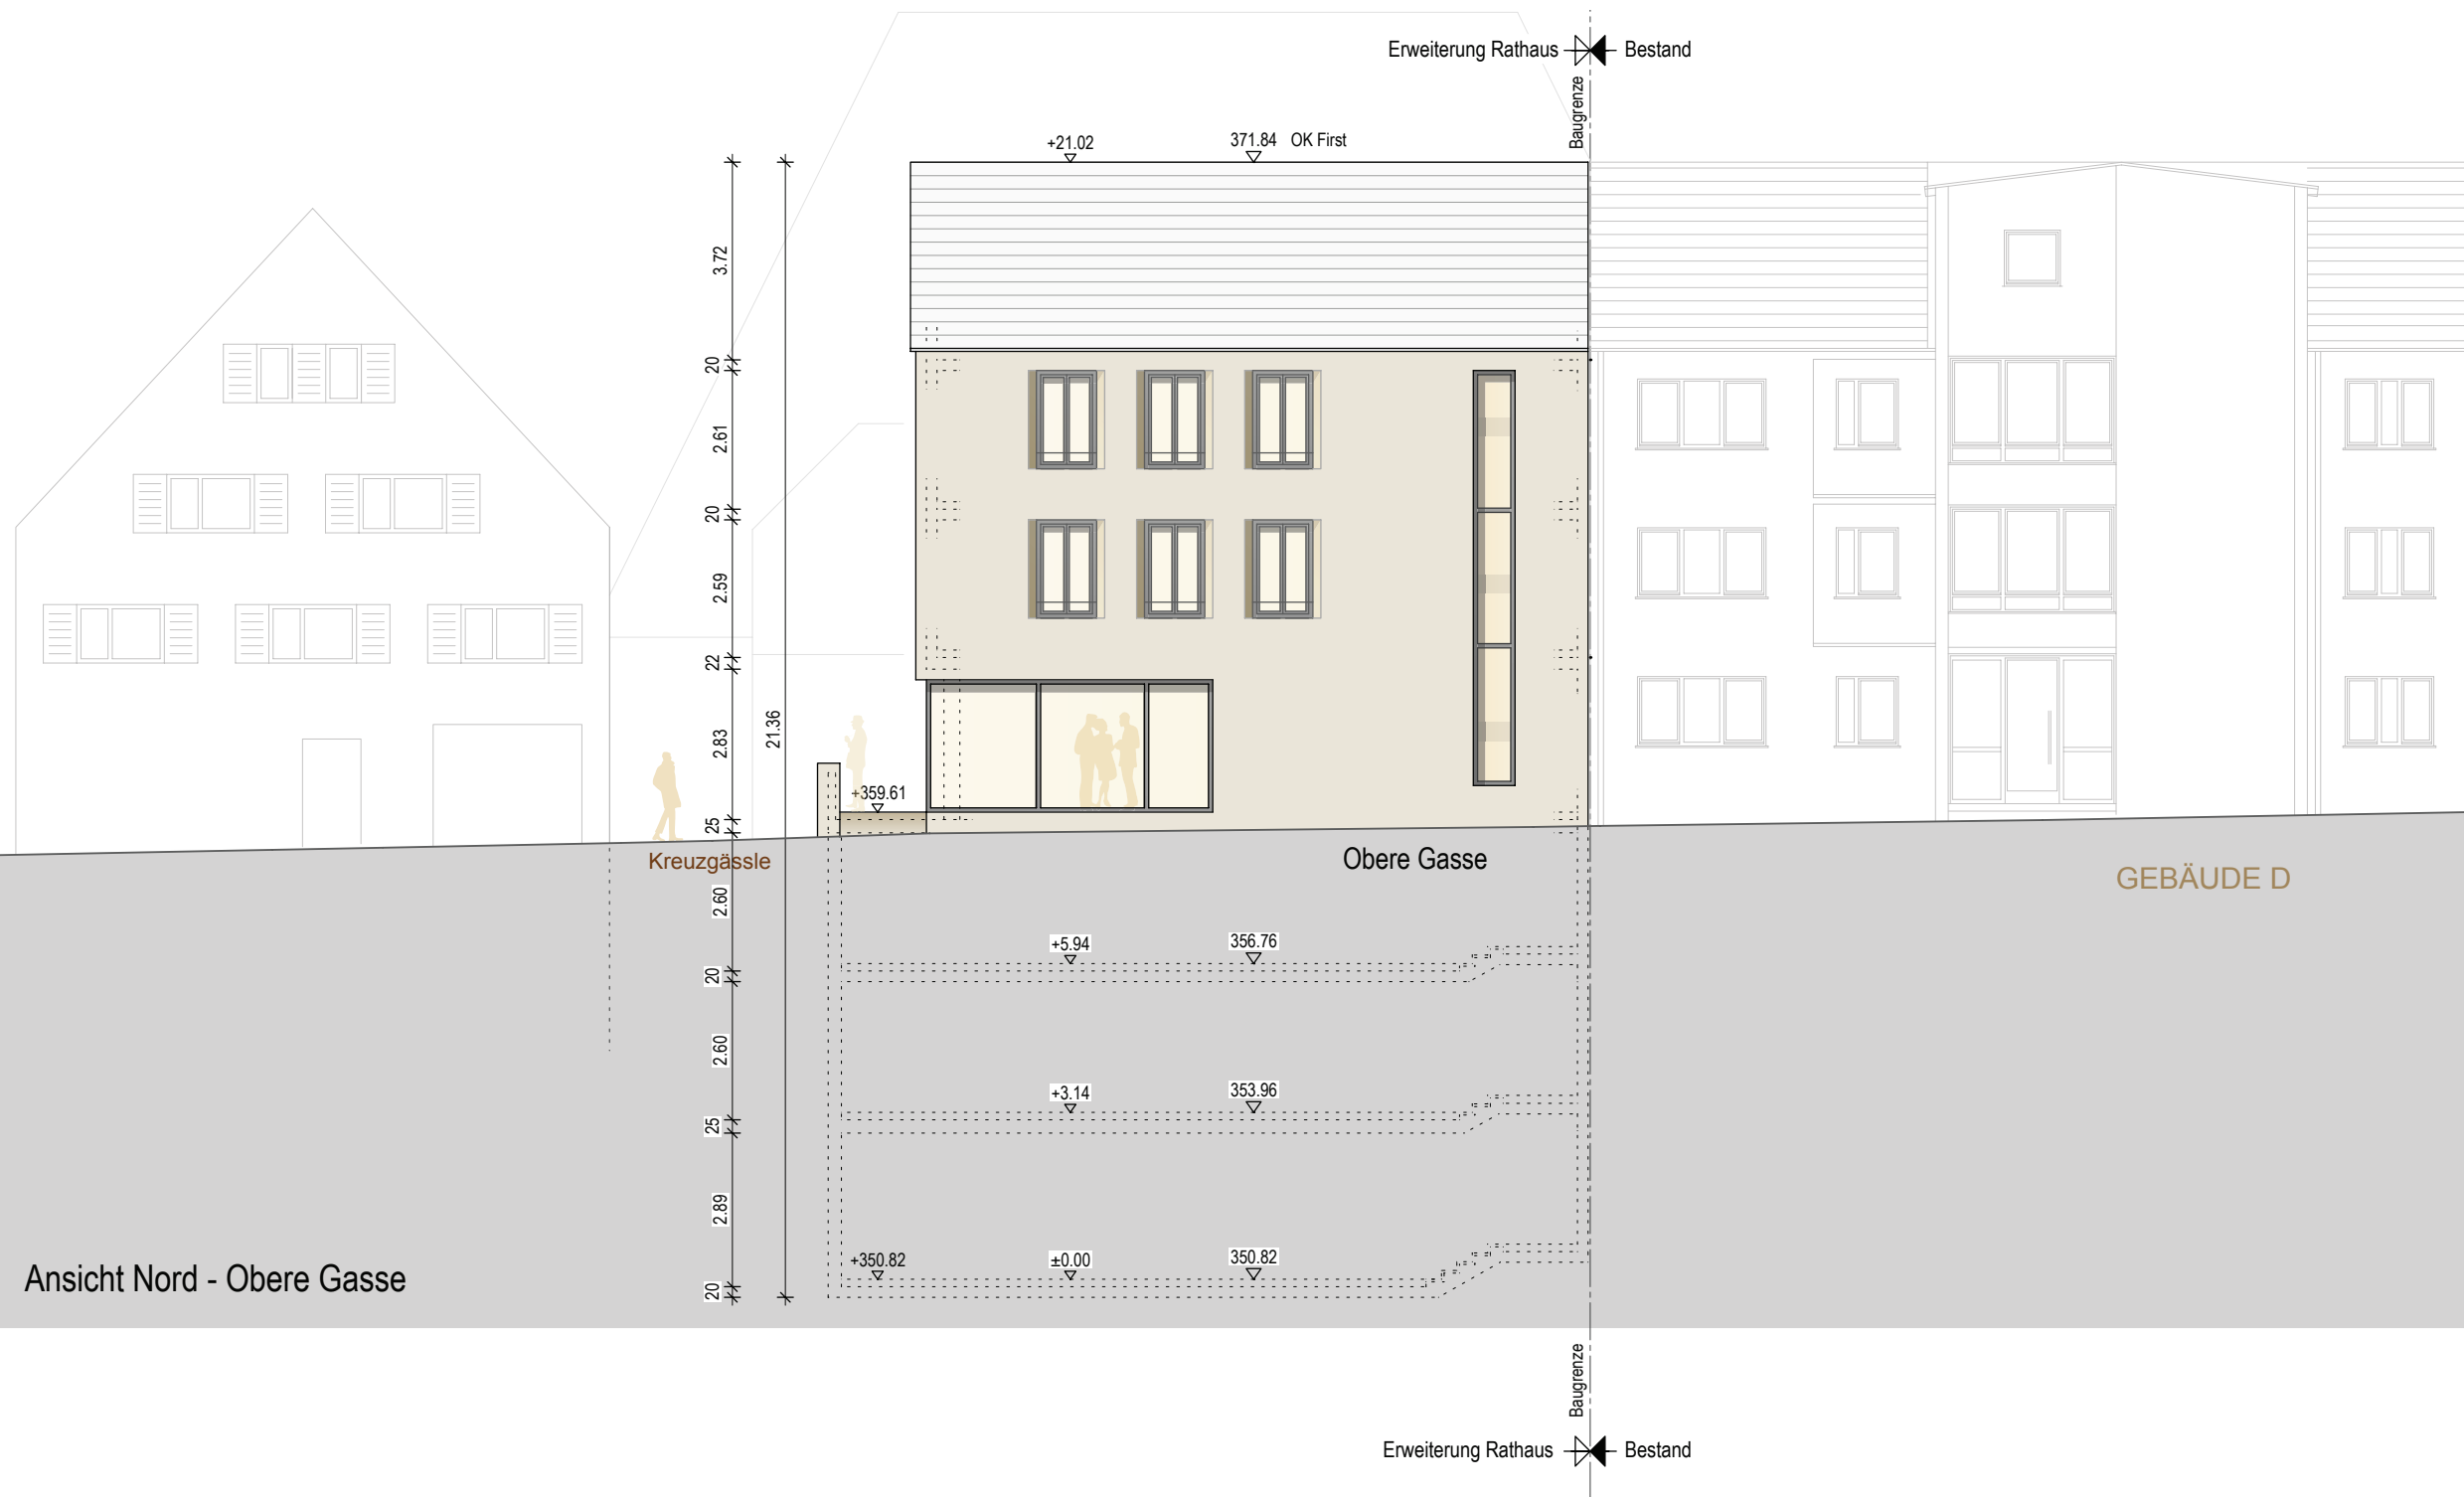 Erweiterung Rathaus
Bestand
Baugrenze
+21.02
371.84 OK First
3.72
20
2.61
20
2.59
22
2.83
21.36
25
+359.61
Kreuzgässle
Obere Gasse
GEBÄUDE D
2.60
+5.94
356.76
20
2.60
+3.14
353.96
25
2.89
+350.82
±0.00
350.82
20
Ansicht Nord - Obere Gasse
Baugrenze
Erweiterung Rathaus
Bestand